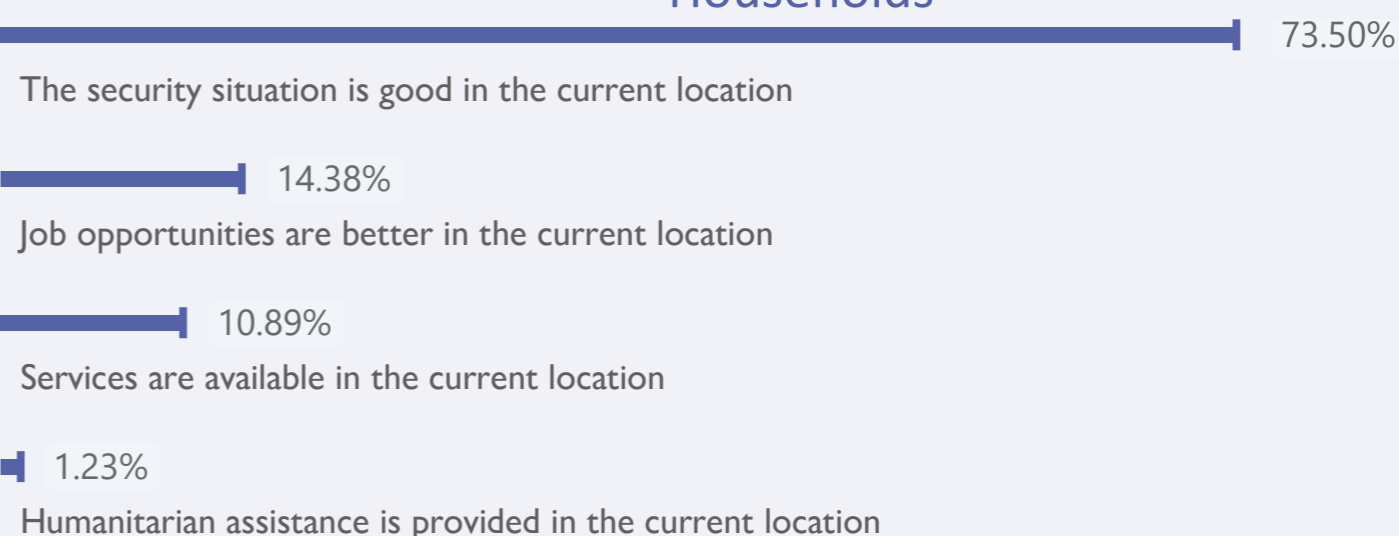 Households
73.50%
The security situation is good in the current location
14.38%
Job opportunities are better in the current location
10.89%
Services are available in the current location
1.23%
Humanitarian assistance is provided in the current location